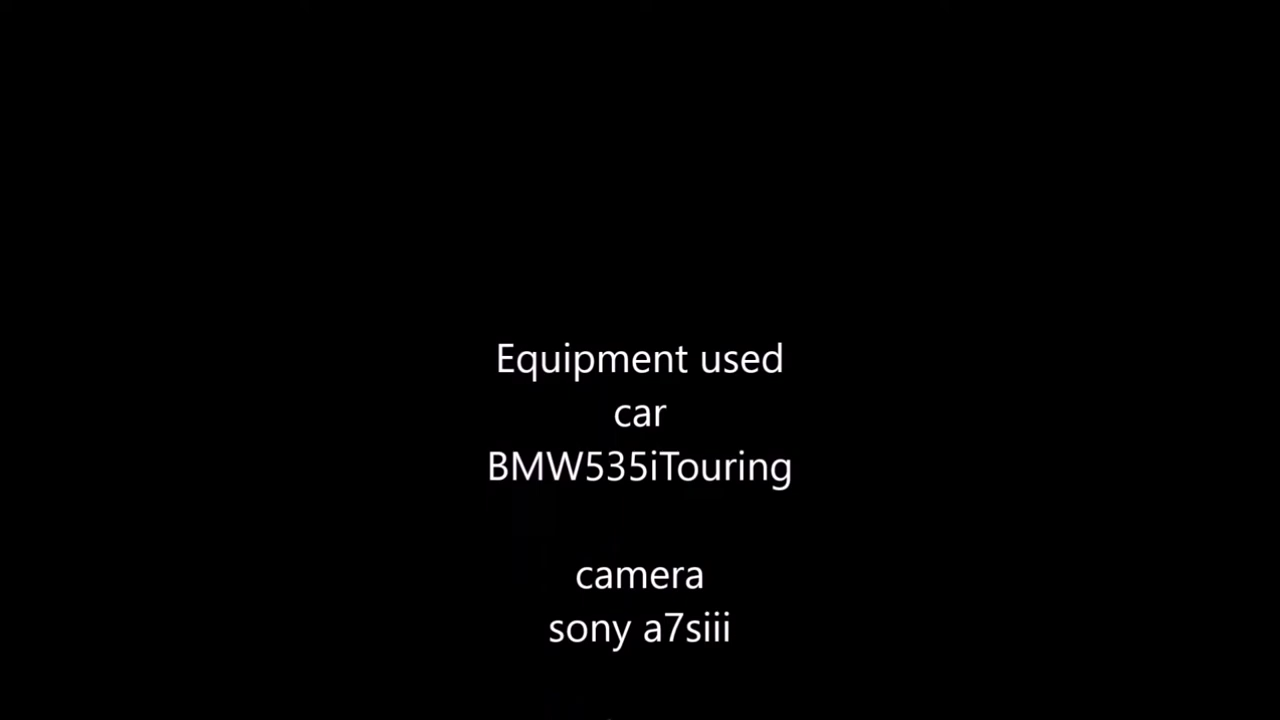 Equipment used
car
BMW535iTouring
camera
sony a7siii